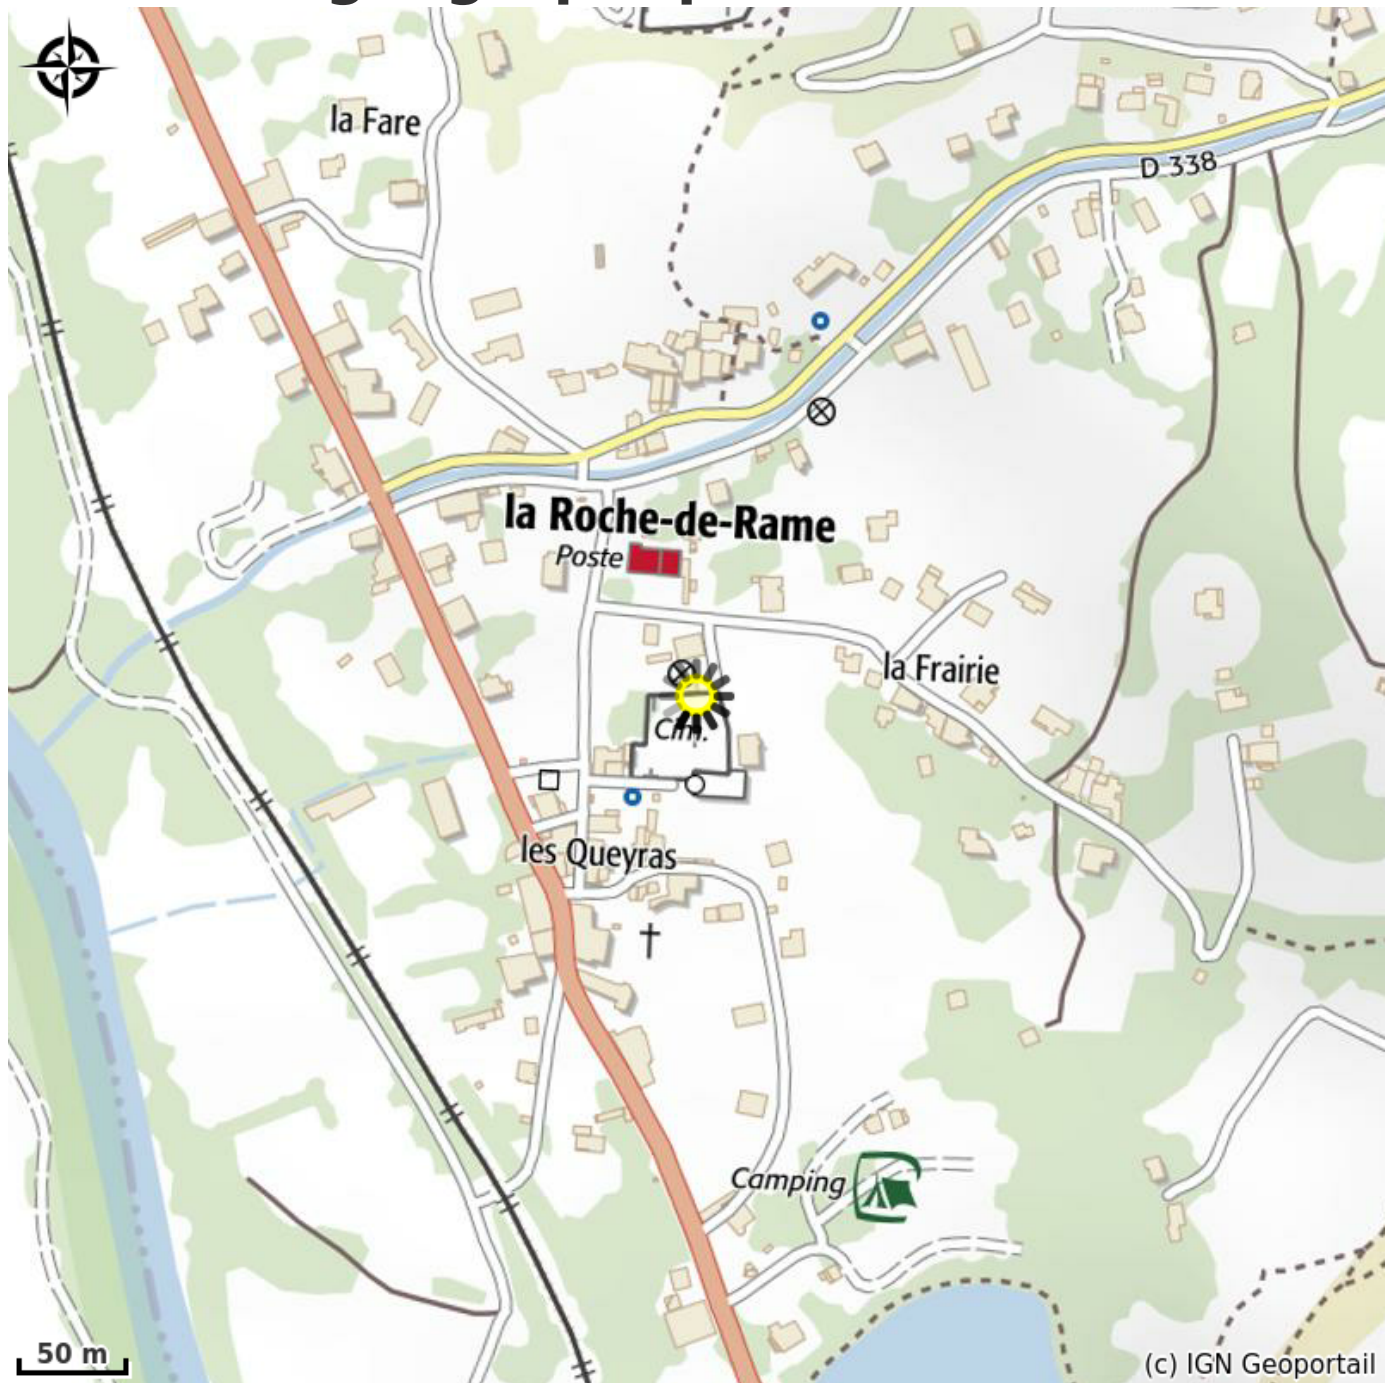 la Fare
D 338
la Roche-de-Rame
Poste
la Frairie
Cim.
les Queyras
Camping
50 m
(c) IGN Geoportail